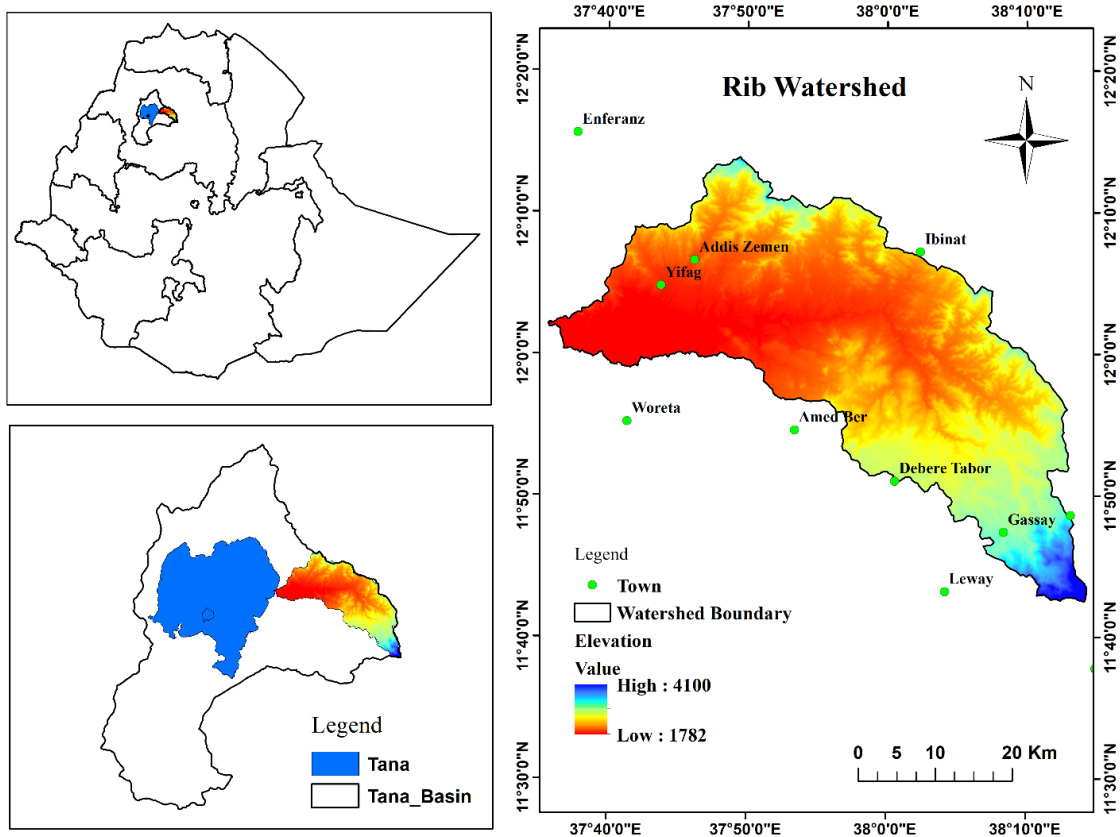 Legend
Tana
Tana_Basin
37°40'0"E
37°50'0"E
38°0'0"E
38°10'0"E
Rib Watershed
N
12°20'0"N
12°10'0"N
12°0'0"N
11°50'0"N
11°40'0"N
11°30'0"N
12°20'0"N
12°10'0"N
12°0'0"N
11°50'0"N
11°40'0"N
11°30'0"N
Enferanz
Ibinat
Addis Zemen
Yifag
Woreta
Amed Ber
Debere Tabor
Gassay
Leway
Legend
Town
Watershed Boundary
Elevation
Value
High : 4100
Low : 1782
0 5 10 20 Km
37°40'0"E
37°50'0"E
38°0'0"E
38°10'0"E